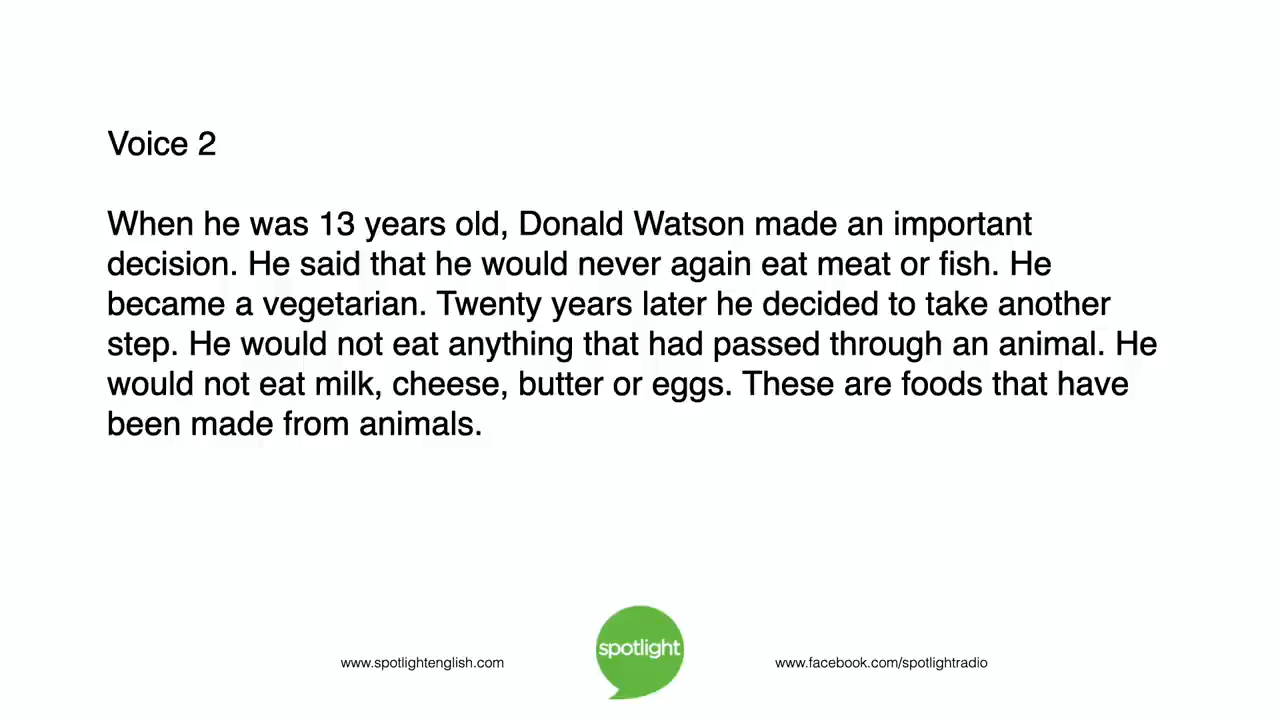 Voice 2
When he was 13 years old, Donald Watson made an important
decision. He said that he would never again eat meat or fish. He
became a vegetarian. Twenty years later he decided to take another
step. He would not eat anything that had passed through an animal. He
would not eat milk, cheese, butter or eggs. These are foods that have
been made from animals.
www.spotlightenglish.com
spotlight
www.facebook.com/spotlightradio